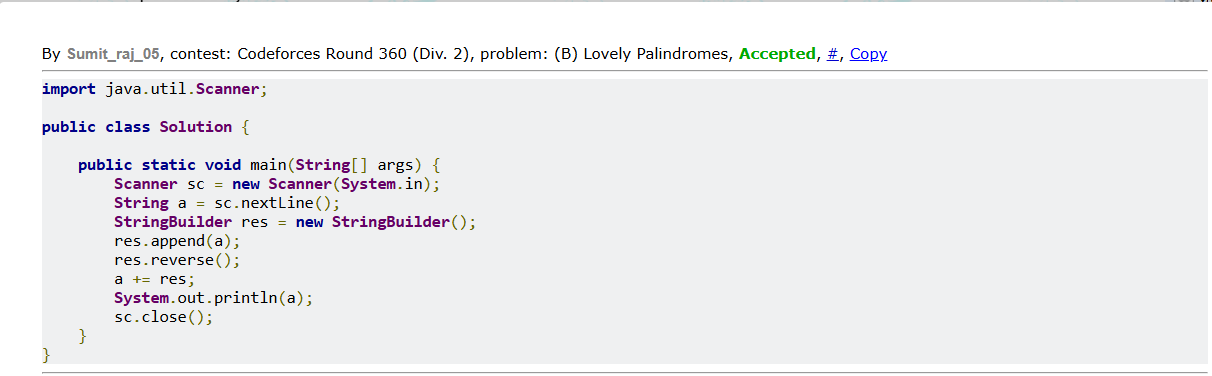 By Sumit_raj_05, contest: Codeforces Round 360 (Div. 2), problem: (B) Lovely Palindromes, Accepted, #, Copy
import java.util.Scanner;
public class Solution {
    public static void main(String[] args) {
        Scanner sc = new Scanner(System.in);
        String a = sc.nextLine();
        StringBuilder res = new StringBuilder();
        res.append(a);
        res.reverse();
        a += res;
        System.out.println(a);
        sc.close();
    }
}